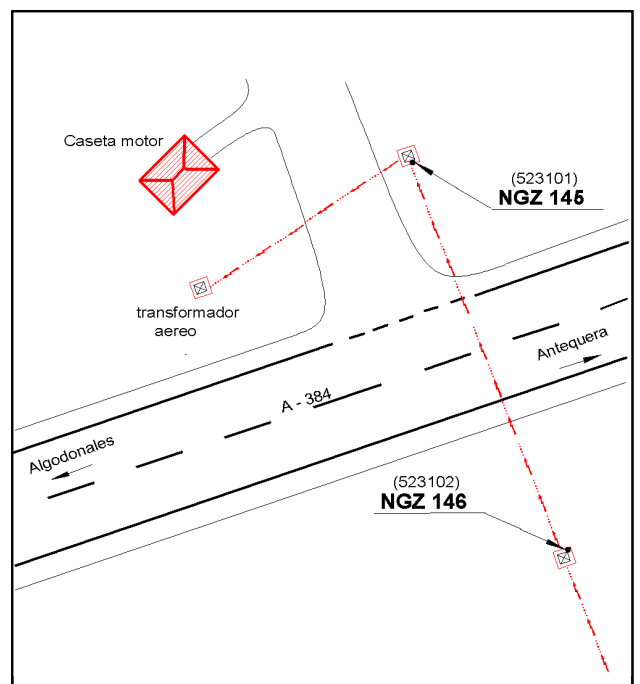 Caseta motor
(523101)
NGZ 145
transformador
aereo
Antequera
A - 384
Algodonales
(523102)
NGZ 146